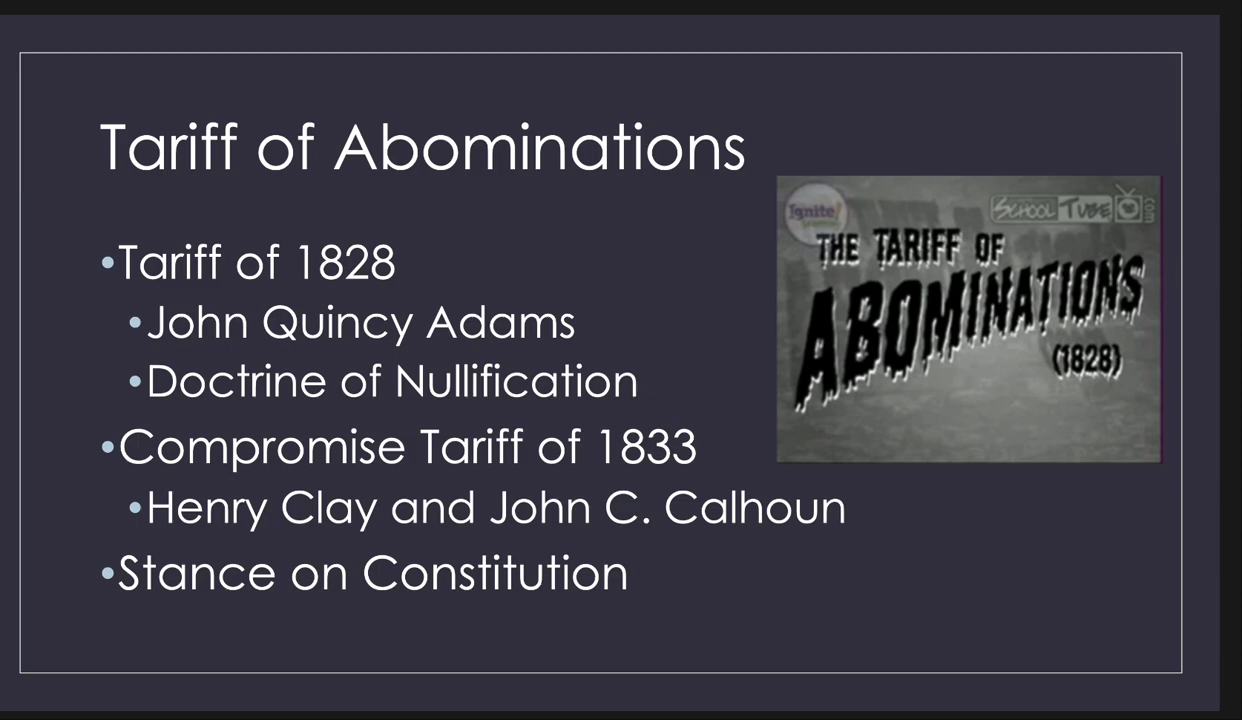 Tariff of Abominations
•Tariff of 1828
•John Quincy Adams
•Doctrine of Nullification
•Compromise Tariff of 1833
•Henry Clay and John C. Calhoun
•Stance on Constitution
Ignite!
SCHOOL TUBE .com
THE TARIFF OF
ABOMINATIONS
(1828)